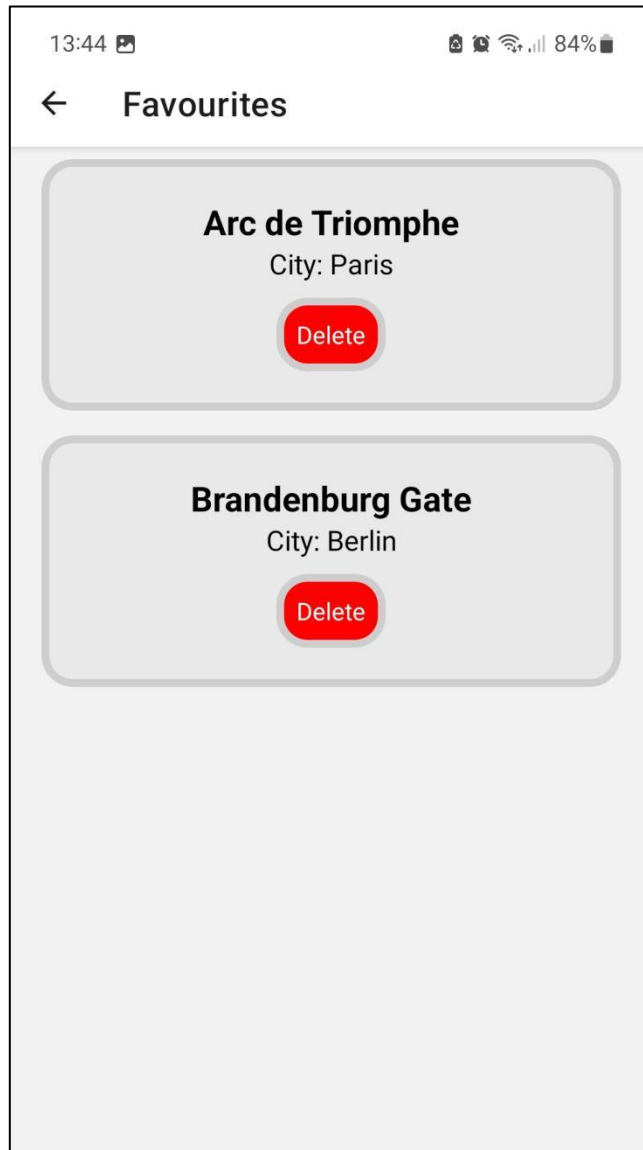 13:44 84%
Favourites
Arc de Triomphe
City: Paris
Delete
Brandenburg Gate
City: Berlin
Delete